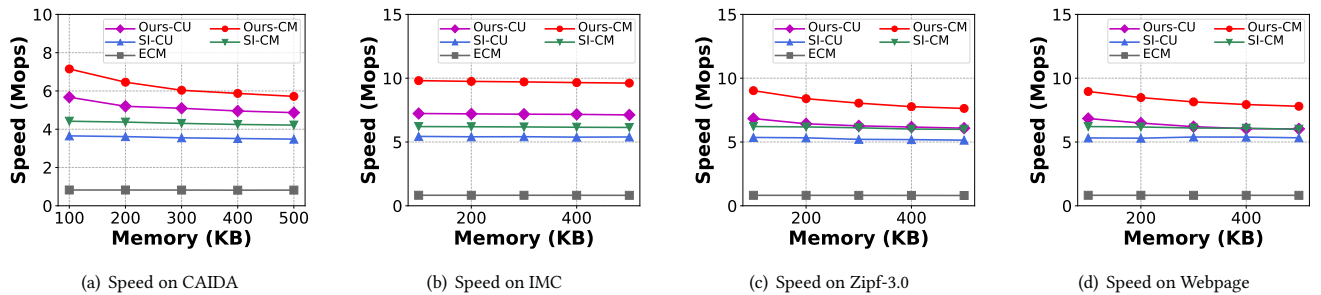 Speed (Mops)
10
8
6
4
2
0
Ours-CU
Ours-CM
SI-CU
SI-CM
ECM
100
200
300
400
500
Memory (KB)
(a) Speed on CAIDA
Speed (Mops)
15
10
5
0
Ours-CU
Ours-CM
SI-CU
SI-CM
ECM
200
400
Memory (KB)
(b) Speed on IMC
Speed (Mops)
15
10
5
0
Ours-CU
Ours-CM
SI-CU
SI-CM
ECM
200
400
Memory (KB)
(c) Speed on Zipf-3.0
Speed (Mops)
15
10
5
0
Ours-CU
Ours-CM
SI-CU
SI-CM
ECM
200
400
Memory (KB)
(d) Speed on Webpage